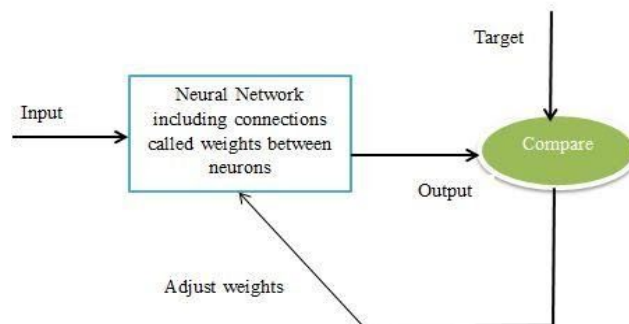 Target
Input
Neural Network
including connections
called weights between
neurons
Compare
Output
Adjust weights